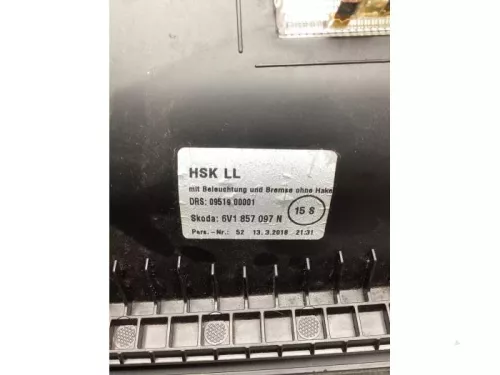 HSK LL
mit Beleuchtung und Bremse ohne Hake
DRS: 09519 00001
15 S
Skoda: 6V1 857 097 N
Pers.-Nr.: 52 13.3.2018 21:31